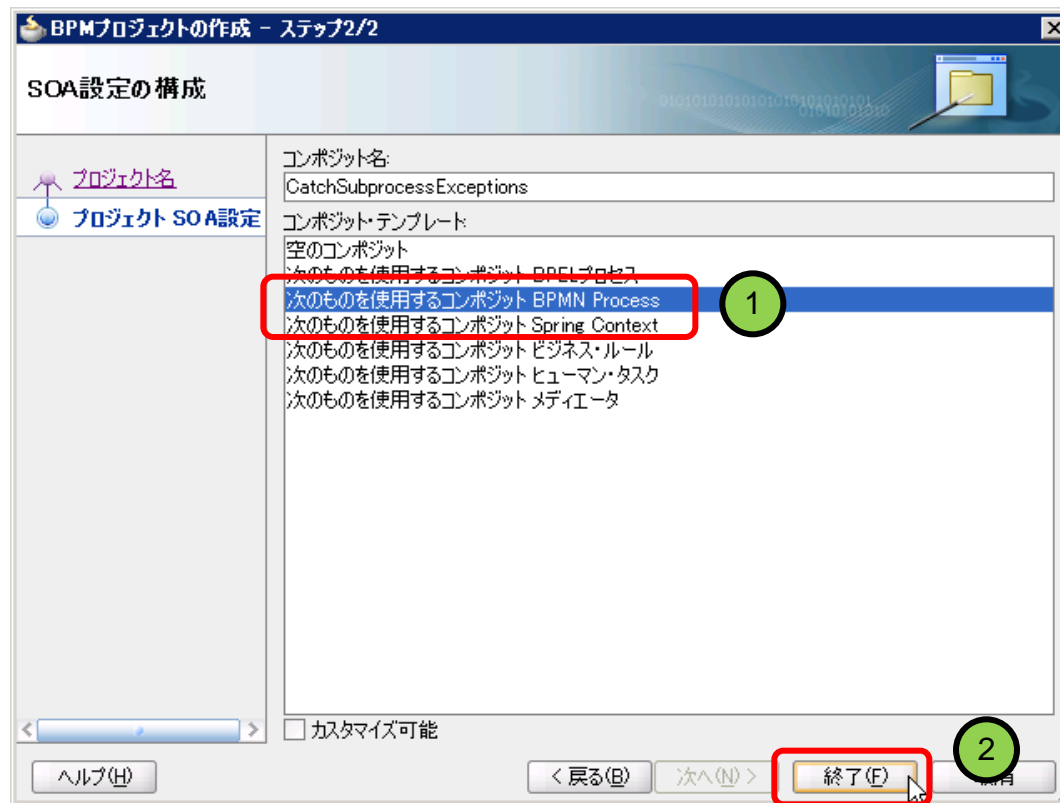 BPMプロジェクトの作成 - ステップ2/2
SOA設定の構成
プロジェクト名
プロジェクト SOA設定
コンポジット名:
CatchSubprocessExceptions
コンポジット・テンプレート:
空のコンポジット
次のものを使用するコンポジット BPELプロセス
次のものを使用するコンポジット BPMN Process
次のものを使用するコンポジット Spring Context
次のものを使用するコンポジット ビジネス・ルール
次のものを使用するコンポジット ヒューマン・タスク
次のものを使用するコンポジット メディエータ
1
カスタマイズ可能
2
ヘルプ(H)
< 戻る(B)
次へ(N) >
終了(F)